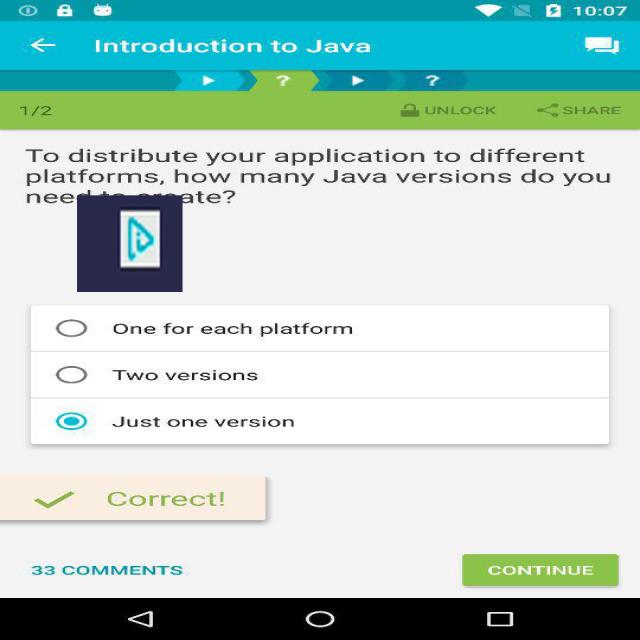 10:07
Introduction to Java
?
?
1/2
UNLOCK
SHARE
To distribute your application to different
platforms, how many Java versions do you
need to create?
One for each platform
Two versions
Just one version
Correct!
33 COMMENTS
CONTINUE